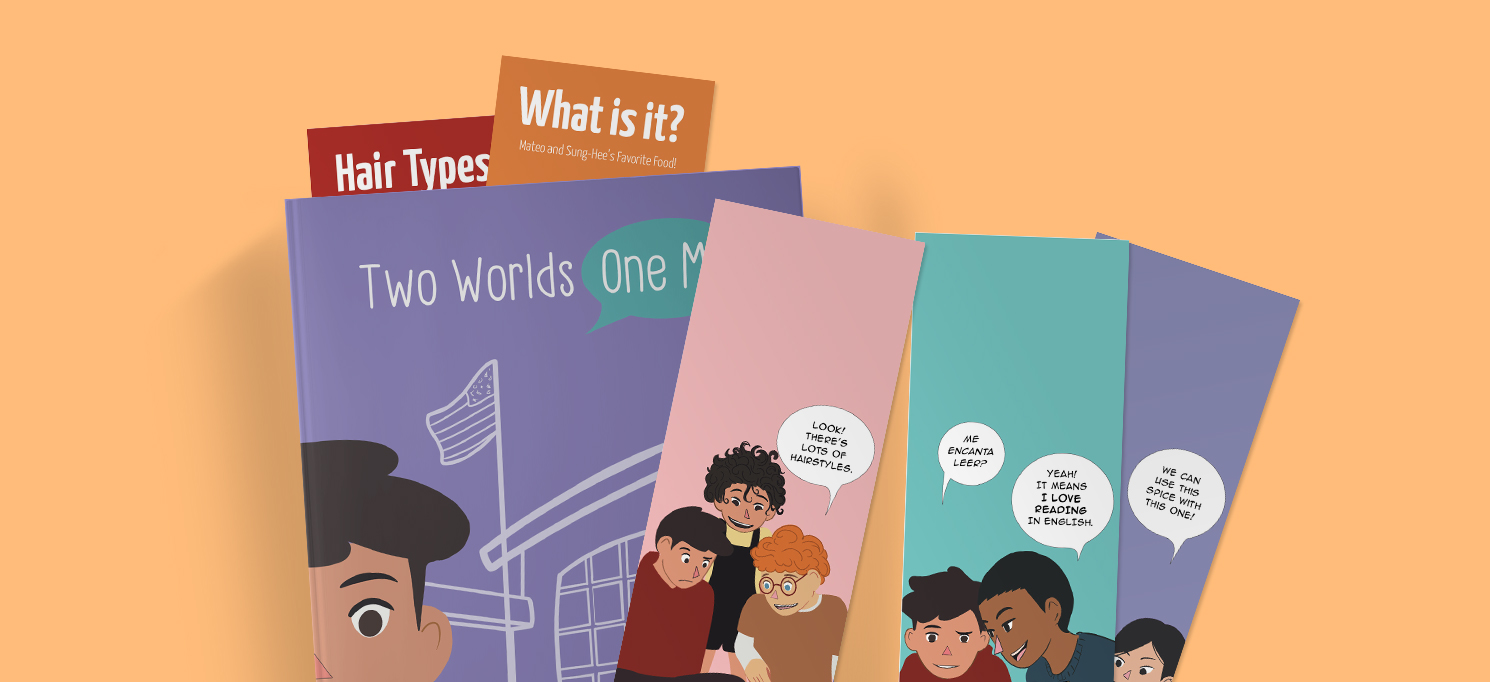 Hair Types
What is it?
Mateo and Sung-Hee's Favorite Food!
Two Worlds One
LOOK!
THERE'S
LOTS OF
HAIRSTYLES.
ME
ENCANTA
LEER?
YEAH!
IT MEANS
I LOVE
READING
IN ENGLISH.
WE CAN
USE THIS
SPICE WITH
THIS ONE!